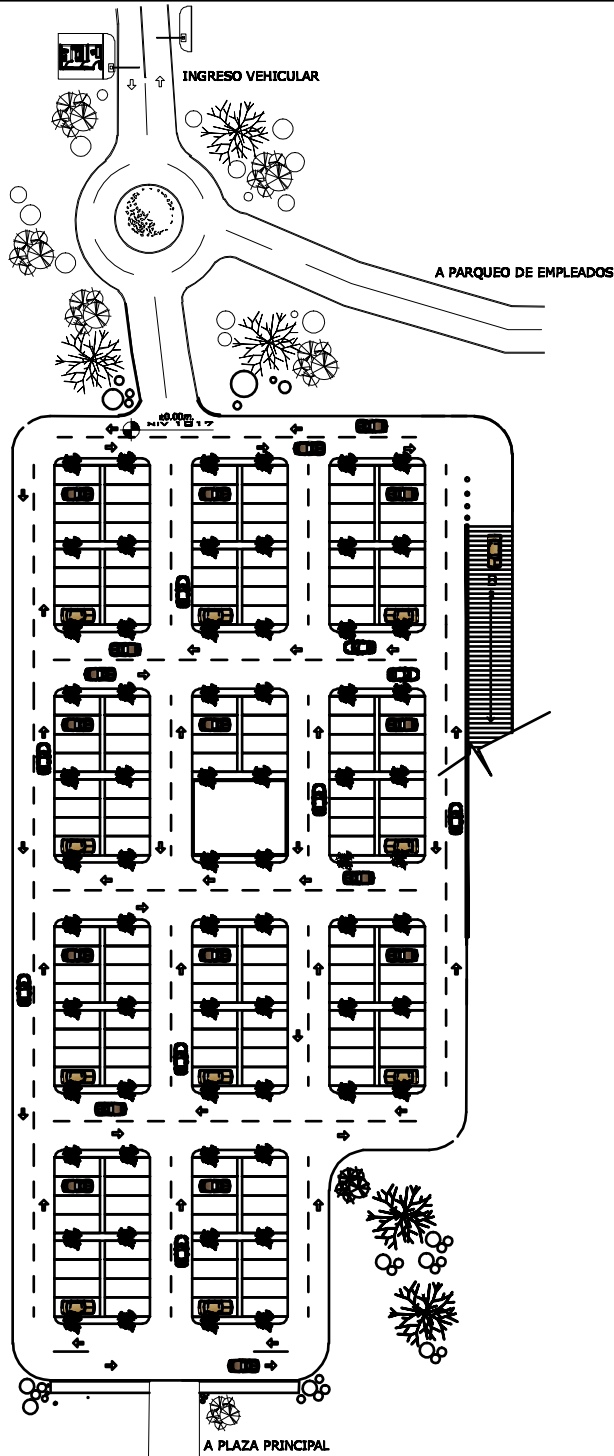 INGRESO VEHICULAR
A PARQUEO DE EMPLEADOS
±0.00m.
A PLAZA PRINCIPAL